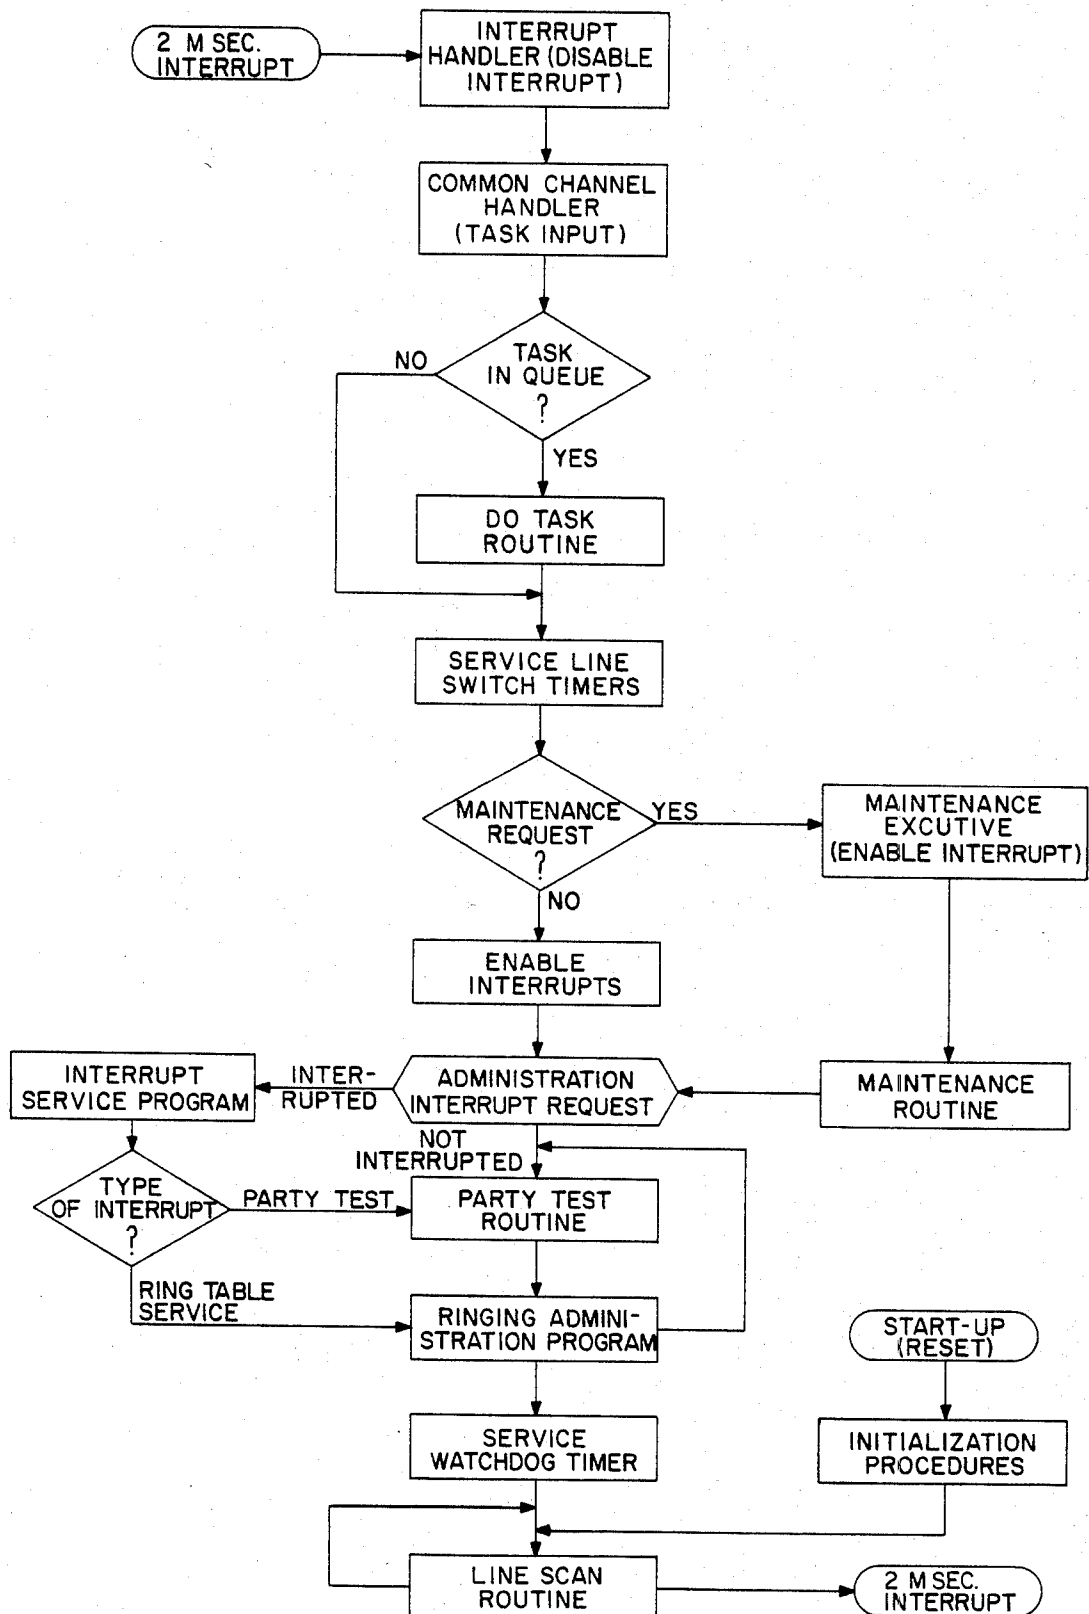 2 M SEC.
INTERRUPT
INTERRUPT
HANDLER (DISABLE
INTERRUPT)
COMMON CHANNEL
HANDLER
(TASK INPUT)
TASK
IN QUEUE
?
NO
YES
DO TASK
ROUTINE
SERVICE LINE
SWITCH TIMERS
MAINTENANCE
REQUEST
?
YES
NO
MAINTENANCE
EXCUTIVE
(ENABLE INTERRUPT)
ENABLE
INTERRUPTS
INTERRUPT
SERVICE PROGRAM
INTER-
RUPTED
ADMINISTRATION
INTERRUPT REQUEST
MAINTENANCE
ROUTINE
NOT
INTERRUPTED
TYPE
OF INTERRUPT
?
PARTY TEST
PARTY TEST
ROUTINE
RING TABLE
SERVICE
RINGING ADMINI-
STRATION PROGRAM
START-UP
(RESET)
SERVICE
WATCHDOG TIMER
INITIALIZATION
PROCEDURES
LINE SCAN
ROUTINE
2 M SEC.
INTERRUPT